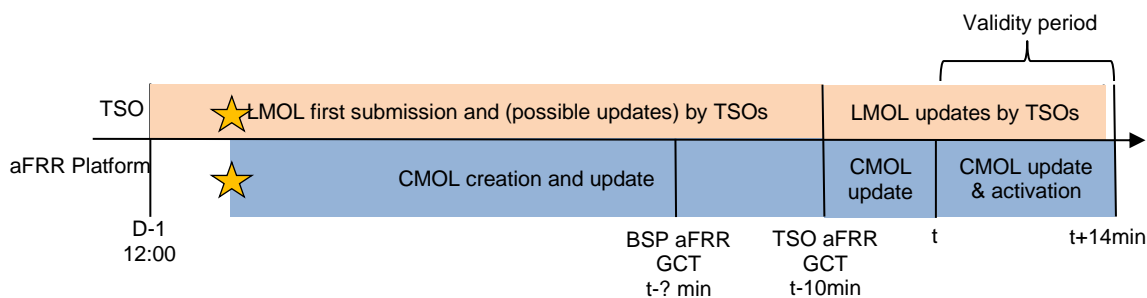 Validity period
TSO
LMOL first submission and (possible updates) by TSOs
LMOL updates by TSOs
aFRR Platform
CMOL creation and update
CMOL
update
CMOL update
& activation
D-1
12:00
BSP aFRR
GCT
t-? min
TSO aFRR
GCT
t-10min
t
t+14min